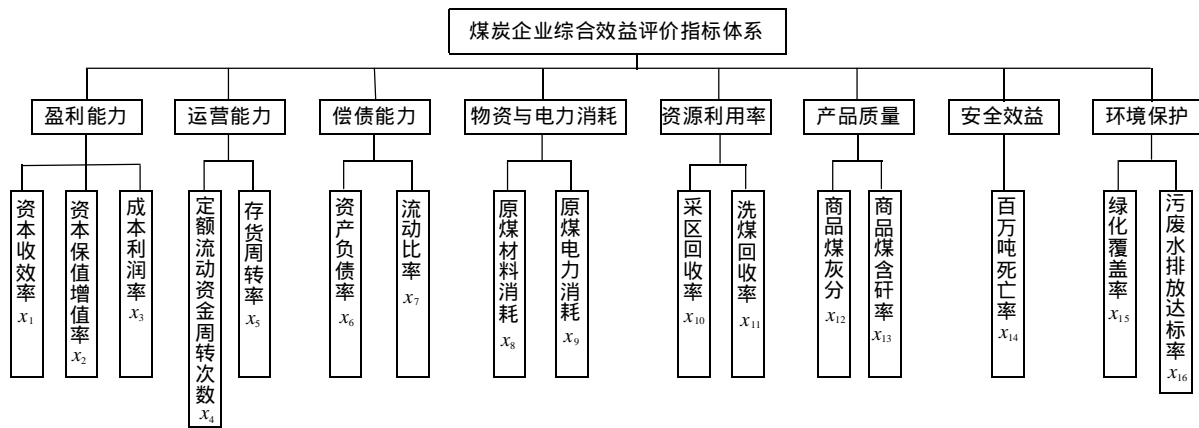 煤炭企业综合效益评价指标体系
盈利能力
运营能力
偿债能力
物资与电力消耗
资源利用率
产品质量
安全效益
环境保护
资本收效率 x₁
资本保值增值率 x₂
成本利润率 x₃
定额流动资金周转次数 x₄
存货周转率 x₅
资产负债率 x₆
流动比率 x₇
原煤材料消耗 x₈
原煤电力消耗 x₉
采区回收率 x₁₀
洗煤回收率 x₁₁
商品煤灰分 x₁₂
商品煤含矸率 x₁₃
百万吨死亡率 x₁₄
绿化覆盖率 x₁₅
污废水排放达标率 x₁₆